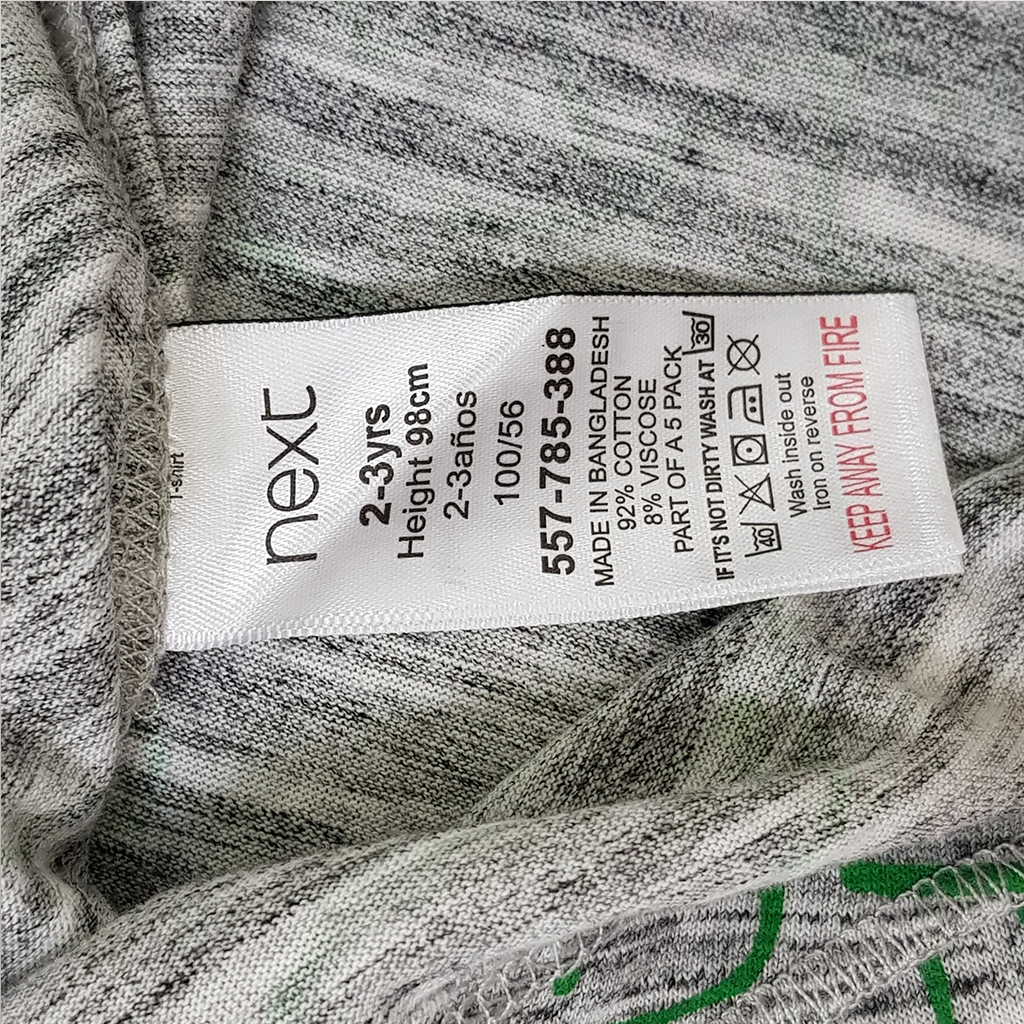 T-shirt
next
2-3yrs
Height 98cm
2-3años
100/56
557-785-388
MADE IN BANGLADESH
92% COTTON
8% VISCOSE
PART OF A 5 PACK
IF IT'S NOT DIRTY WASH AT 30
40
Wash inside out
Iron on reverse
KEEP AWAY FROM FIRE